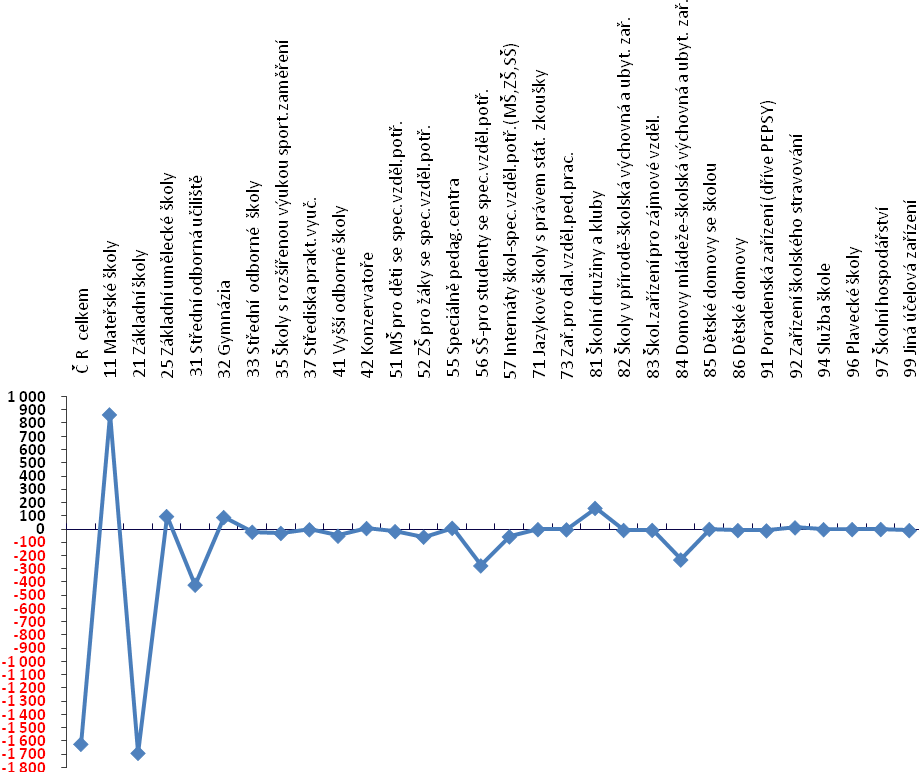 Č R celkem
11 Mateřské školy
21 Základní školy
25 Základní umělecké školy
31 Střední odborná učiliště
32 Gymnázia
33 Střední odborné školy
35 Školy s rozšířenou výukou sport.zaměření
37 Střediska prakt.vyuč.
41 Vyšší odborné školy
42 Konzervatoře
51 MŠ pro děti se spec.vzděl.potř.
52 ZŠ pro žáky se spec.vzděl.potř.
55 Speciálně pedag.centra
56 SŠ-pro studenty se spec.vzděl.potř.
57 Internáty škol-spec.vzděl.potř.(MŠ,ZŠ,SŠ)
71 Jazykové školy s právem stát. zkoušky
73 Zař.pro dal.vzděl.ped.prac.
81 Školní družiny a kluby
82 Školy v přírodě-školská výchovná a ubyt. zař.
83 Škol.zařízení pro zájmové vzděl.
84 Domovy mládeže-školská výchovná a ubyt. zař.
85 Dětské domovy se školou
86 Dětské domovy
91 Poradenská zařízení (dříve PEPSY)
92 Zařízení školského stravování
94 Služba škole
96 Plavecké školy
97 Školní hospodářství
99 Jiná účelová zařízení
1 000
900
800
700
600
500
400
300
200
100
0
-100
-200
-300
-400
-500
-600
-700
-800
-900
-1 000
-1 100
-1 200
-1 300
-1 400
-1 500
-1 600
-1 700
-1 800